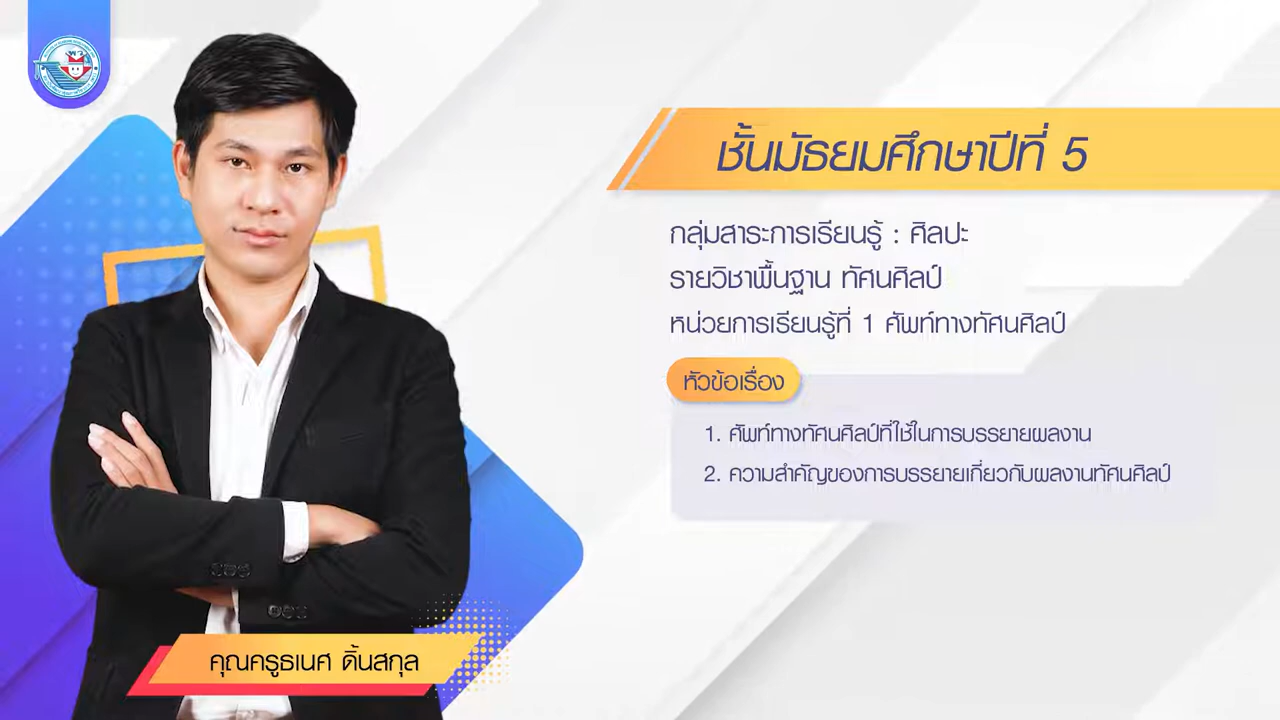 ชั้นมัธยมศึกษาปีที่ 5
กลุ่มสาระการเรียนรู้ : ศิลปะ
รายวิชาพื้นฐาน ทัศนศิลป์
หน่วยการเรียนรู้ที่ 1 ศัพท์ทางทัศนศิลป์
หัวข้อเรื่อง
1. ศัพท์ทางทัศนศิลป์ที่ใช้ในการบรรยายผลงาน
2. ความสำคัญของการบรรยายเกี่ยวกับผลงานทัศนศิลป์
คุณครูธเนศ ดิ้นสกุล